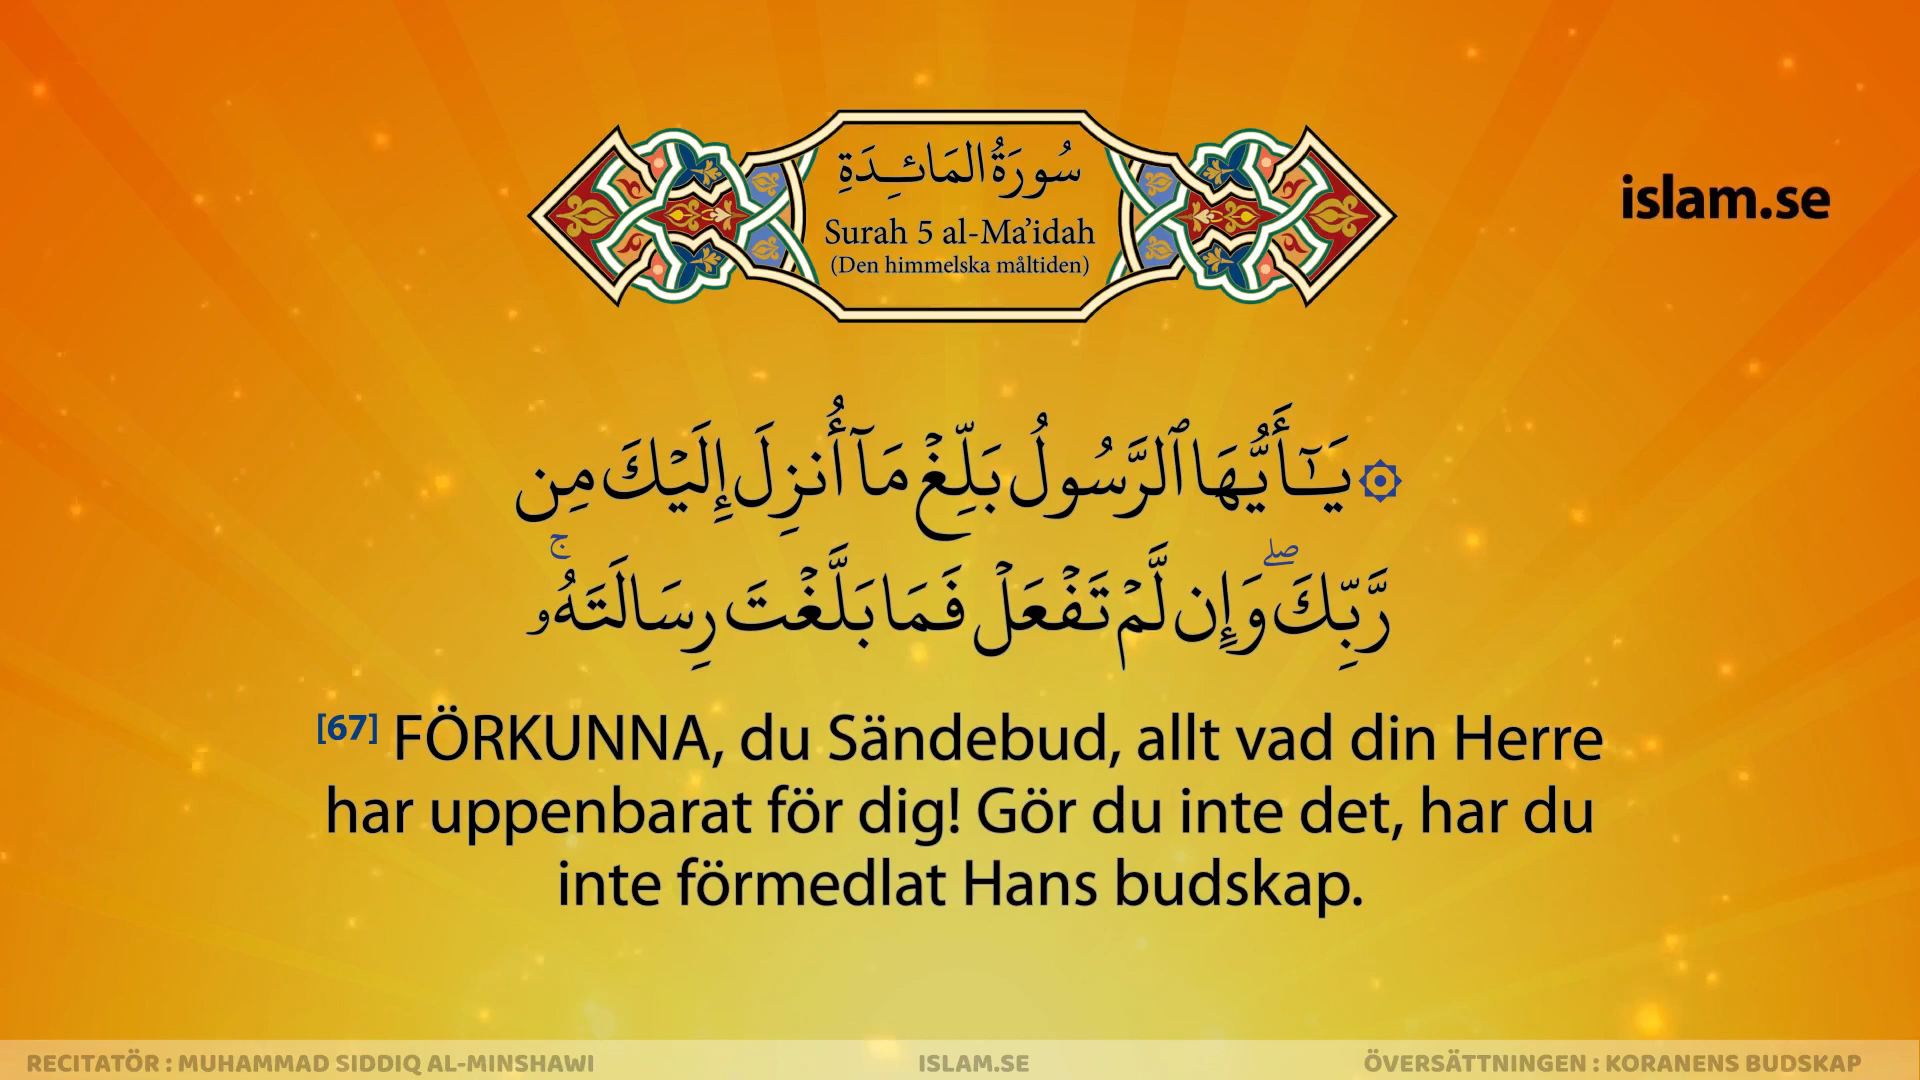 سُورَةُ المَائِدَةِ
Surah 5 al-Ma’idah
(Den himmelska måltiden)
islam.se
۞ يَـٰٓأَيُّهَا ٱلرَّسُولُ بَلِّغْ مَآ أُنزِلَ إِلَيْكَ مِن
رَّبِّكَ ۖ وَإِن لَّمْ تَفْعَلْ فَمَا بَلَّغْتَ رِسَالَتَهُۥ ۚ
[67] FÖRKUNNA, du Sändebud, allt vad din Herre
har uppenbarat för dig! Gör du inte det, har du
inte förmedlat Hans budskap.
RECITATÖR : MUHAMMAD SIDDIQ AL-MINSHAWI
ISLAM.SE
ÖVERSÄTTNINGEN : KORANENS BUDSKAP